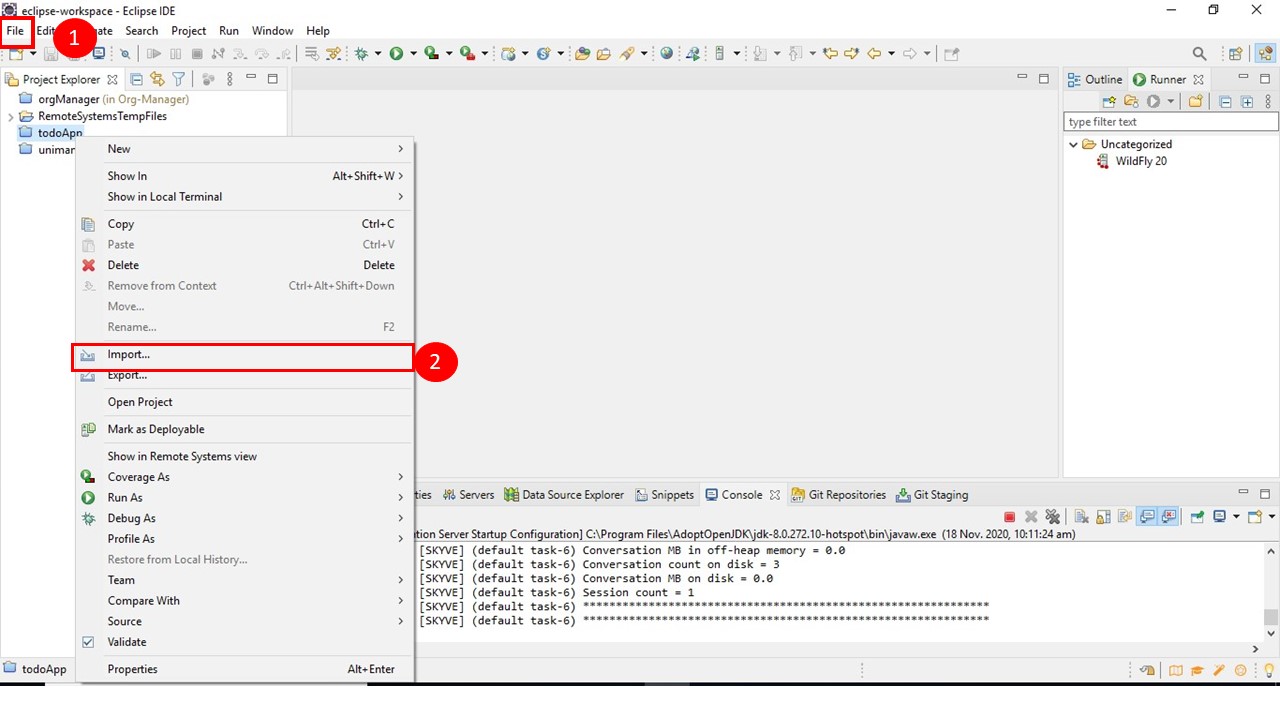 eclipse-workspace - Eclipse IDE
File Edit ate Search Project Run Window Help
1
Project Explorer
orgManager (in Org-Manager)
RemoteSystemsTempFiles
todoApp
uniman
New
Show In Alt+Shift+W
Show in Local Terminal
Copy Ctrl+C
Paste Ctrl+V
Delete Delete
Remove from Context Ctrl+Alt+Shift+Down
Move...
Rename... F2
Import...
2
Export...
Open Project
Mark as Deployable
Show in Remote Systems view
Coverage As
Run As
Debug As
Profile As
Restore from Local History...
Team
Compare With
Source
Validate
Properties Alt+Enter
Outline Runner
type filter text
Uncategorized
WildFly 20
ties Servers Data Source Explorer Snippets Console Git Repositories Git Staging
tion Server Startup Configuration] C:\Program Files\AdoptOpenJDK\jdk-8.0.272.10-hotspot\bin\javaw.exe (18 Nov. 2020, 10:11:24 am)
[SKYVE] (default task-6) Conversation MB in off-heap memory = 0.0
[SKYVE] (default task-6) Conversation count on disk = 3
[SKYVE] (default task-6) Conversation MB on disk = 0.0
[SKYVE] (default task-6) Session count = 1
[SKYVE] (default task-6) **************************************************************
[SKYVE] (default task-6) **************************************************************
todoApp